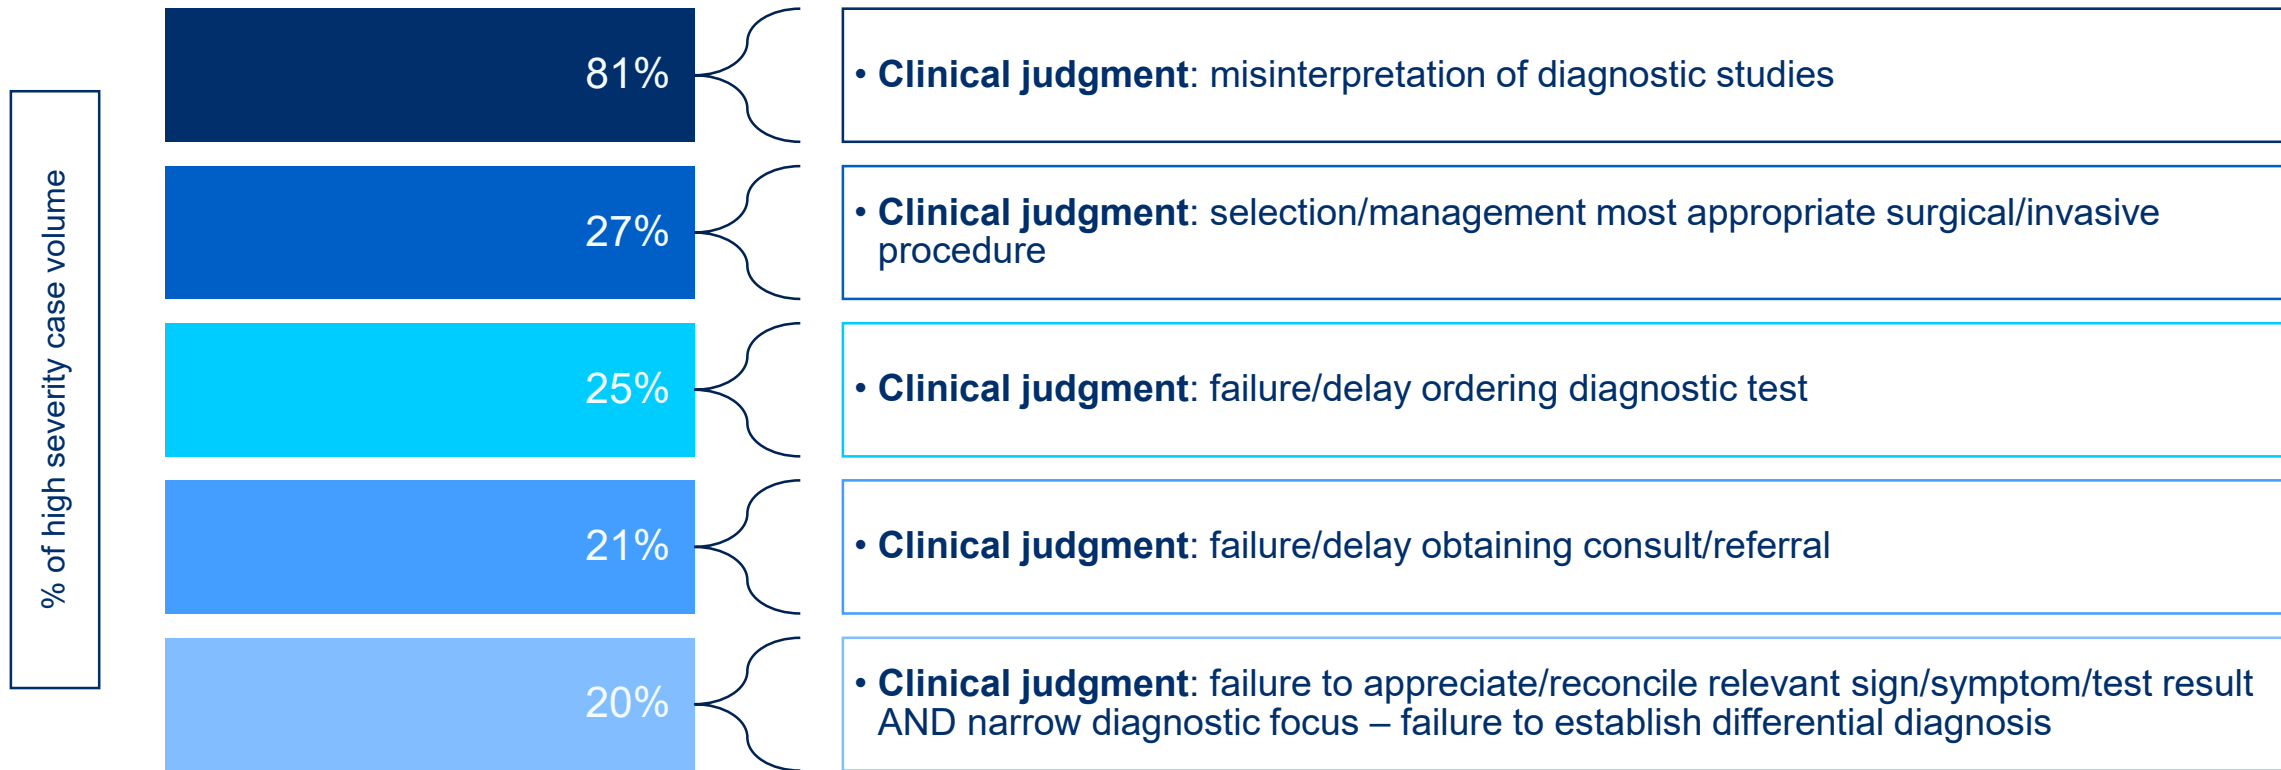 % of high severity case volume
81%
• Clinical judgment: misinterpretation of diagnostic studies
27%
• Clinical judgment: selection/management most appropriate surgical/invasive
procedure
25%
• Clinical judgment: failure/delay ordering diagnostic test
21%
• Clinical judgment: failure/delay obtaining consult/referral
20%
• Clinical judgment: failure to appreciate/reconcile relevant sign/symptom/test result
AND narrow diagnostic focus – failure to establish differential diagnosis